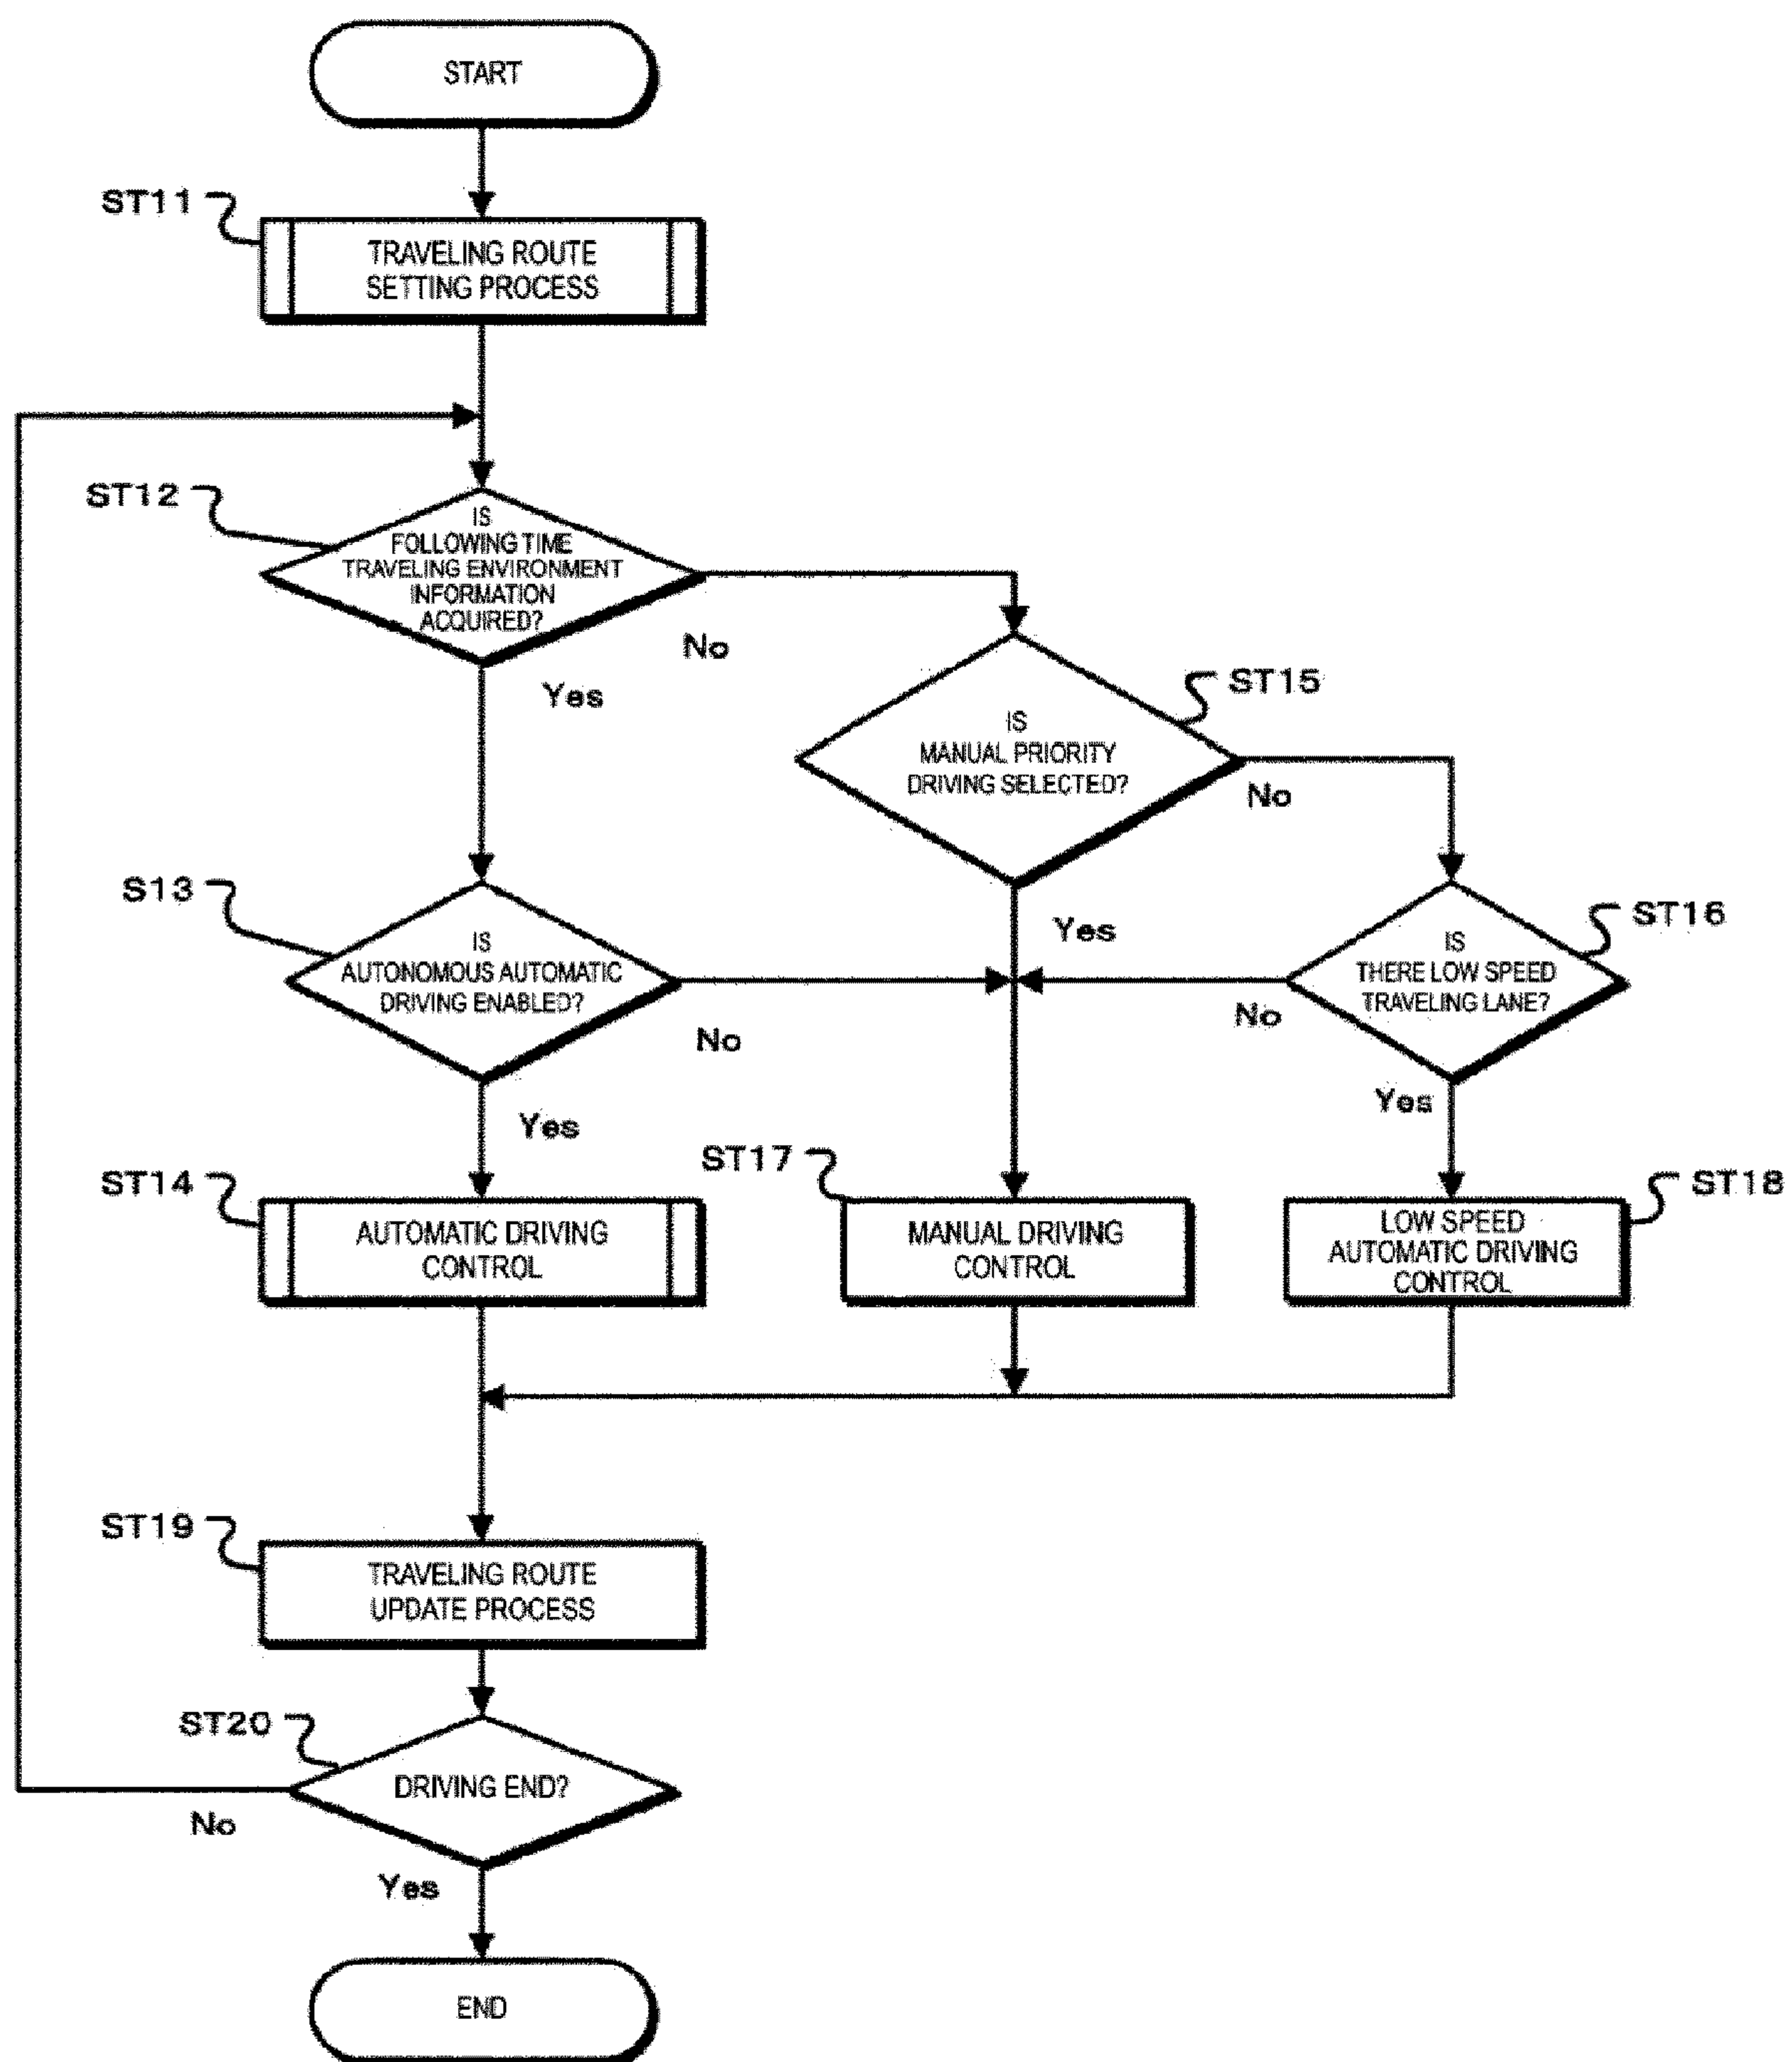 START
ST11
TRAVELING ROUTE
SETTING PROCESS
ST12
IS
FOLLOWING TIME
TRAVELING ENVIRONMENT
INFORMATION
ACQUIRED?
No
Yes
ST15
IS
MANUAL PRIORITY
DRIVING SELECTED?
No
Yes
S13
IS
AUTONOMOUS AUTOMATIC
DRIVING ENABLED?
No
Yes
ST16
IS
THERE LOW SPEED
TRAVELING LANE?
No
Yes
ST14
AUTOMATIC DRIVING
CONTROL
ST17
MANUAL DRIVING
CONTROL
ST18
LOW SPEED
AUTOMATIC DRIVING
CONTROL
ST19
TRAVELING ROUTE
UPDATE PROCESS
ST20
DRIVING END?
No
Yes
END